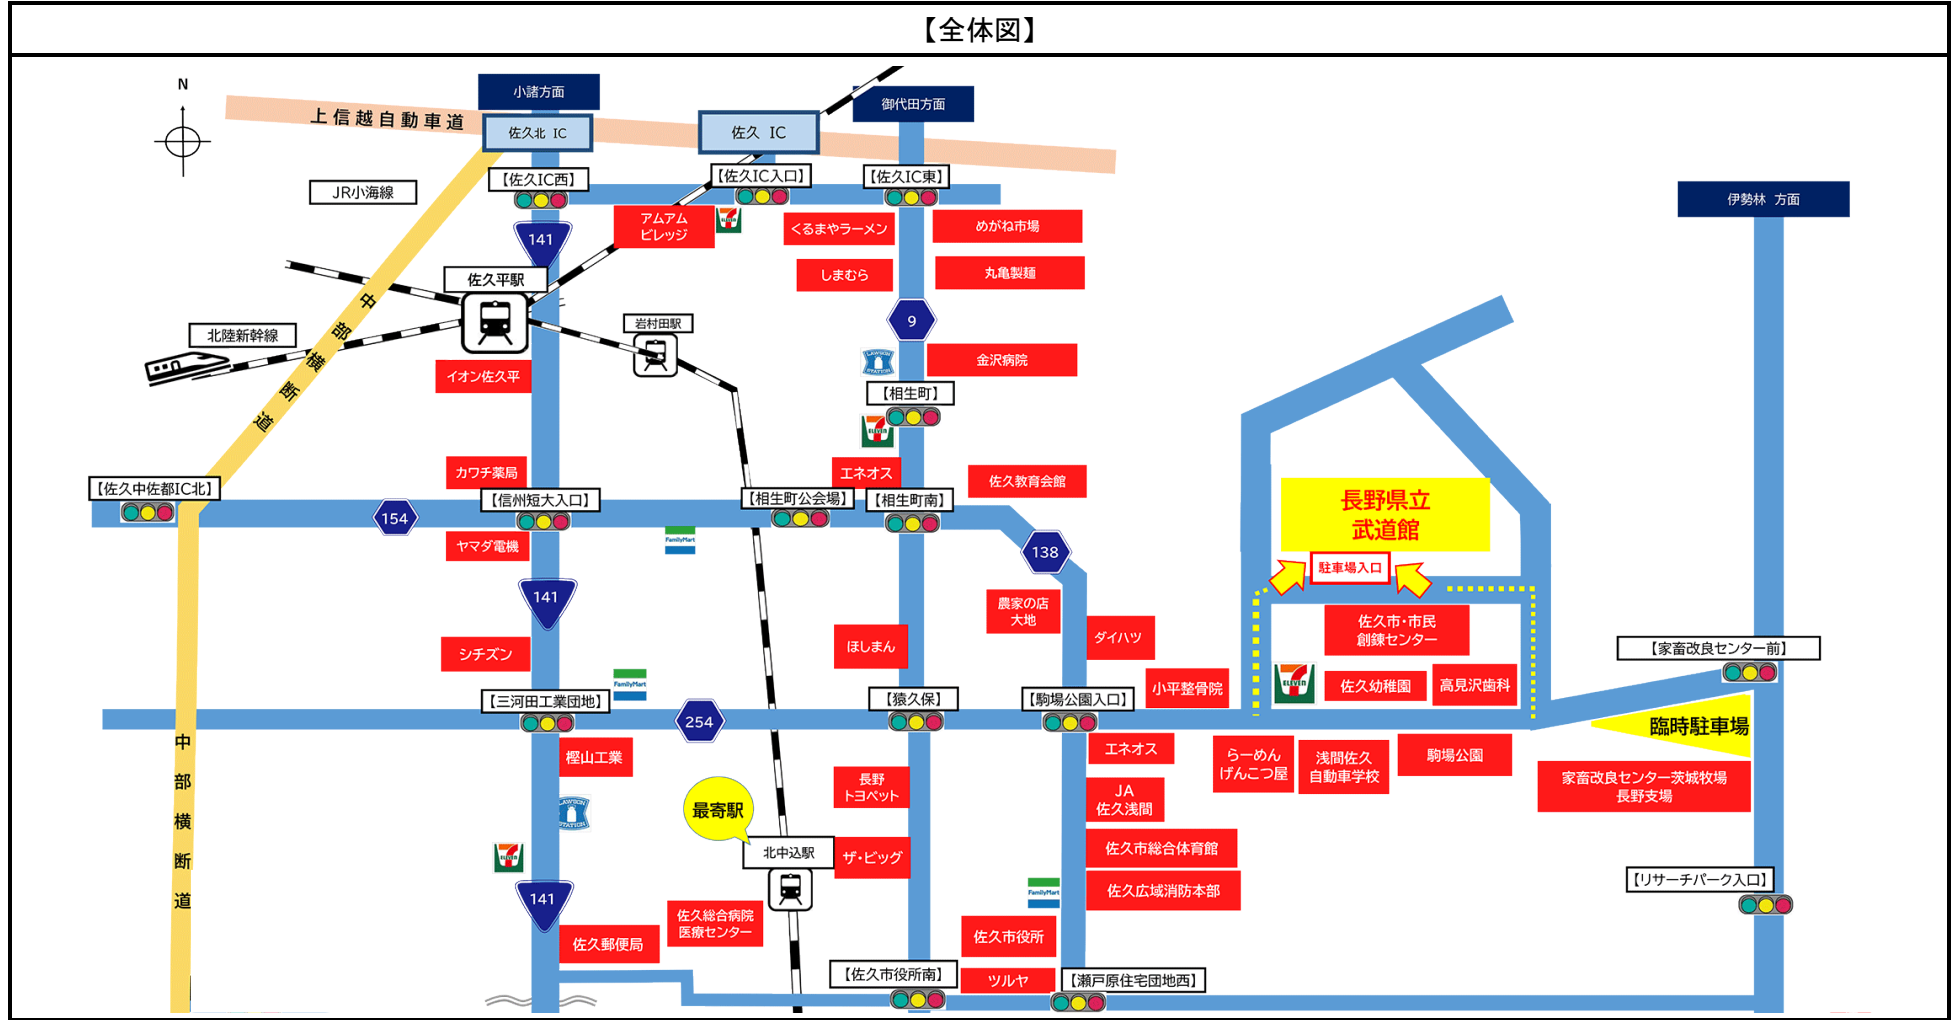 【全体図】
N
小諸方面
御代田方面
上信越自動車道
佐久北 IC
佐久 IC
【佐久IC西】
【佐久IC入口】
【佐久IC東】
JR小海線
伊勢林 方面
141
アムアム
ビレッジ
くるまやラーメン
めがね市場
しまむら
丸亀製麺
佐久平駅
中部横断道
北陸新幹線
岩村田駅
9
LAWSON
STATION
金沢病院
イオン佐久平
【相生町】
7
ELEVEN
カワチ薬局
エネオス
佐久教育会館
【佐久中佐都IC北】
【信州短大入口】
【相生町公会場】
【相生町南】
長野県立
武道館
154
ヤマダ電機
FamilyMart
138
駐車場入口
141
農家の店
大地
ダイハツ
佐久市・市民
創錬センター
シチズン
ほしまん
【家畜改良センター前】
FamilyMart
小平整骨院
7
ELEVEN
佐久幼稚園
高見沢歯科
【三河田工業団地】
【猿久保】
【駒場公園入口】
254
臨時駐車場
中部横断道
樫山工業
エネオス
らーめん
げんこつ屋
浅間佐久
自動車学校
駒場公園
長野
トヨペット
JA
佐久浅間
家畜改良センター茨城牧場
長野支場
LAWSON
STATION
最寄駅
7
ELEVEN
北中込駅
ザ・ビッグ
佐久市総合体育館
141
FamilyMart
佐久広域消防本部
【リサーチパーク入口】
佐久総合病院
医療センター
佐久郵便局
佐久市役所
【佐久市役所南】
ツルヤ
【瀬戸原住宅団地西】